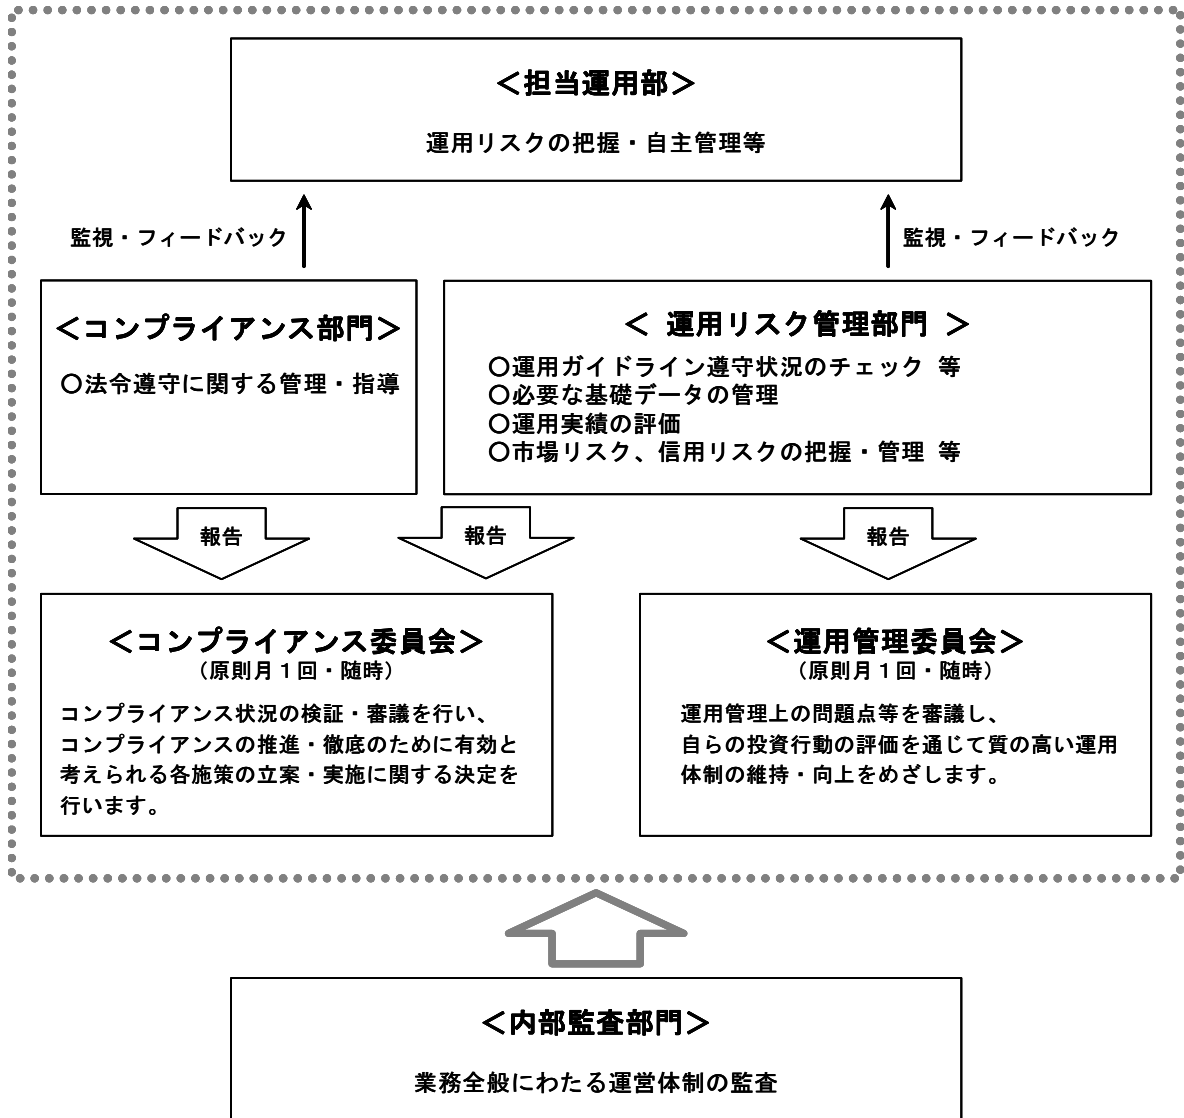 ＜担当運用部＞
運用リスクの把握・自主管理等
監視・フィードバック
監視・フィードバック
＜コンプライアンス部門＞
○法令遵守に関する管理・指導
＜ 運用リスク管理部門 ＞
○運用ガイドライン遵守状況のチェック 等
○必要な基礎データの管理
○運用実績の評価
○市場リスク、信用リスクの把握・管理 等
報告
報告
報告
＜コンプライアンス委員会＞
（原則月１回・随時）
コンプライアンス状況の検証・審議を行い、
コンプライアンスの推進・徹底のために有効と
考えられる各施策の立案・実施に関する決定を
行います。
＜運用管理委員会＞
（原則月１回・随時）
運用管理上の問題点等を審議し、
自らの投資行動の評価を通じて質の高い運用
体制の維持・向上をめざします。
＜内部監査部門＞
業務全般にわたる運営体制の監査